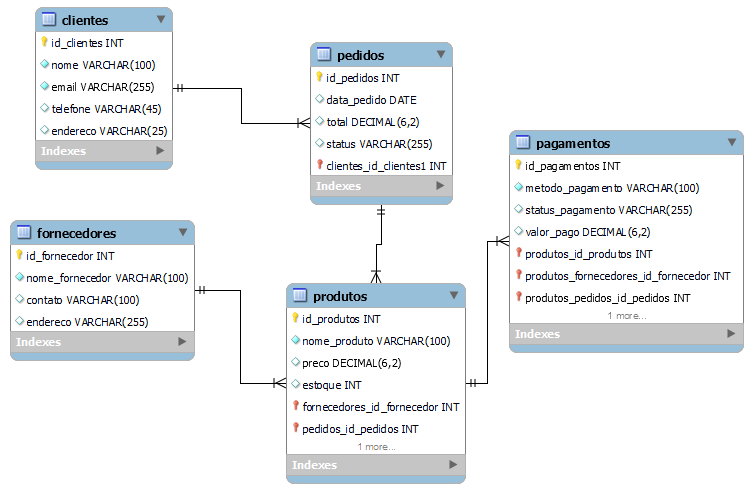 clientes
id_clientes INT
nome VARCHAR(100)
email VARCHAR(255)
telefone VARCHAR(45)
endereco VARCHAR(25)
Indexes
pedidos
id_pedidos INT
data_pedido DATE
total DECIMAL(6,2)
status VARCHAR(255)
clientes_id_clientes1 INT
Indexes
pagamentos
id_pagamentos INT
metodo_pagamento VARCHAR(100)
status_pagamento VARCHAR(255)
valor_pago DECIMAL(6,2)
produtos_id_produtos INT
produtos_fornecedores_id_fornecedor INT
produtos_pedidos_id_pedidos INT
1 more...
Indexes
fornecedores
id_fornecedor INT
nome_fornecedor VARCHAR(100)
contato VARCHAR(100)
endereco VARCHAR(255)
Indexes
produtos
id_produtos INT
nome_produto VARCHAR(100)
preco DECIMAL(6,2)
estoque INT
fornecedores_id_fornecedor INT
pedidos_id_pedidos INT
1 more...
Indexes